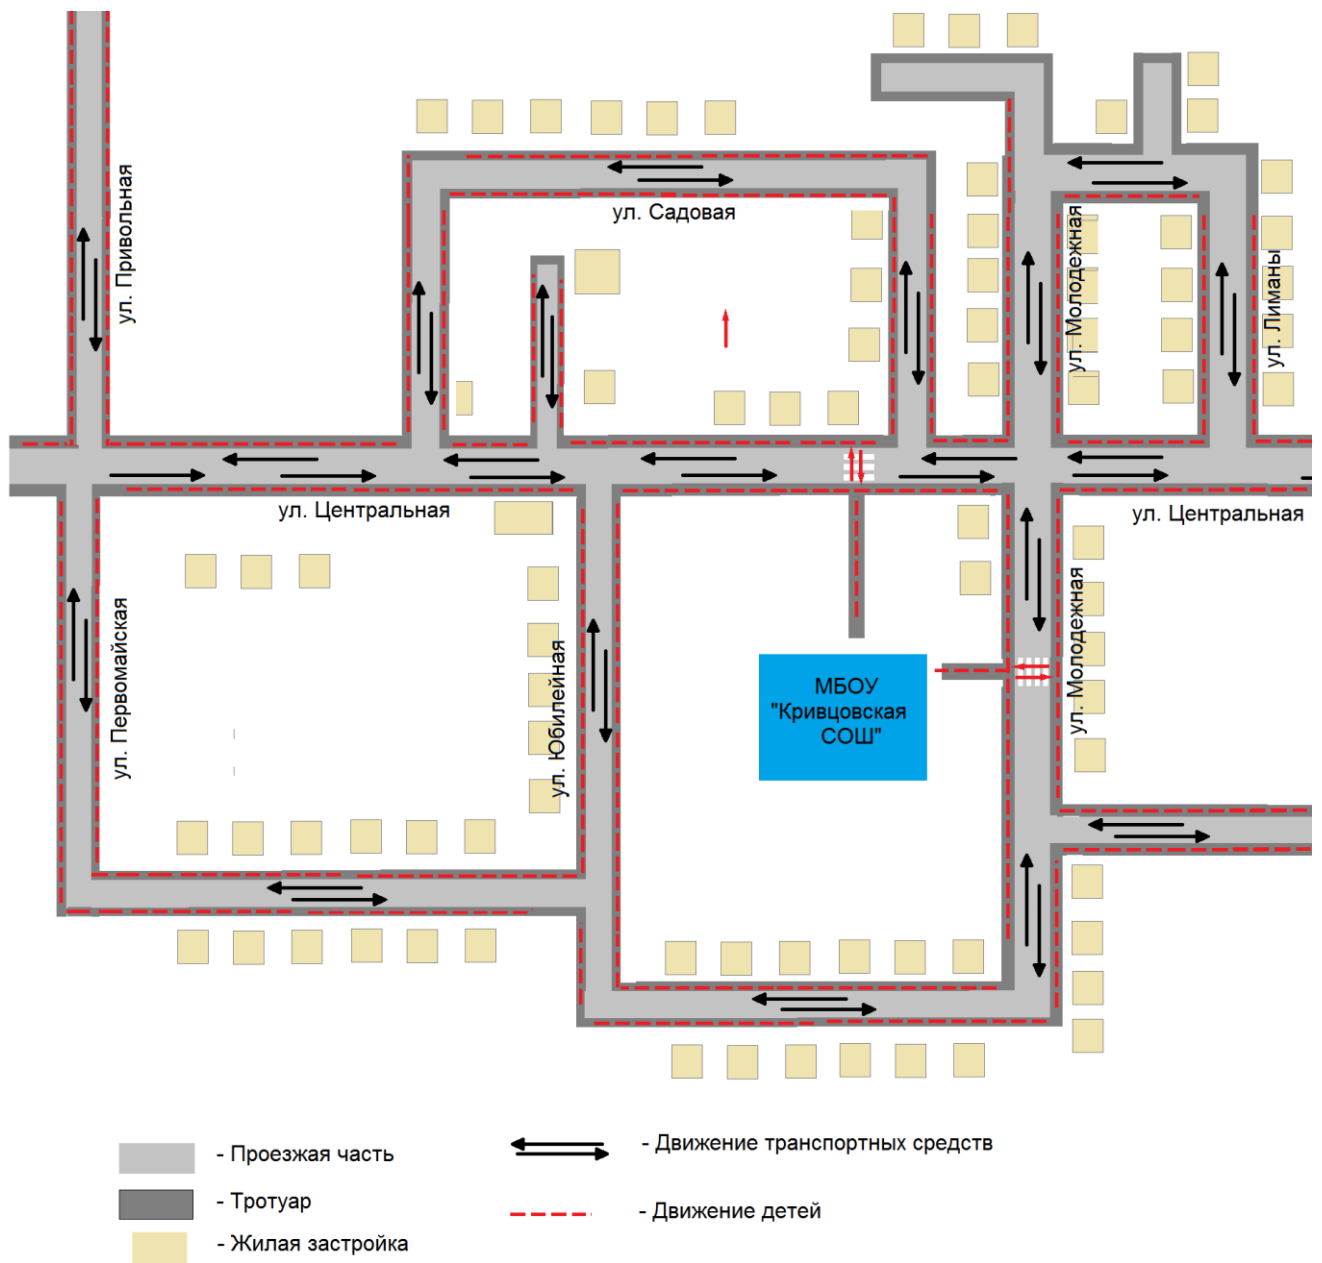 ул. Привольная
ул. Садовая
ул. Молодежная
ул. Лиманы
ул. Центральная
ул. Центральная
ул. Первомайская
ул. Юбилейная
МБОУ
"Кривцовская
СОШ"
ул. Молодежная
- Проезжая часть
- Движение транспортных средств
- Тротуар
- Движение детей
- Жилая застройка